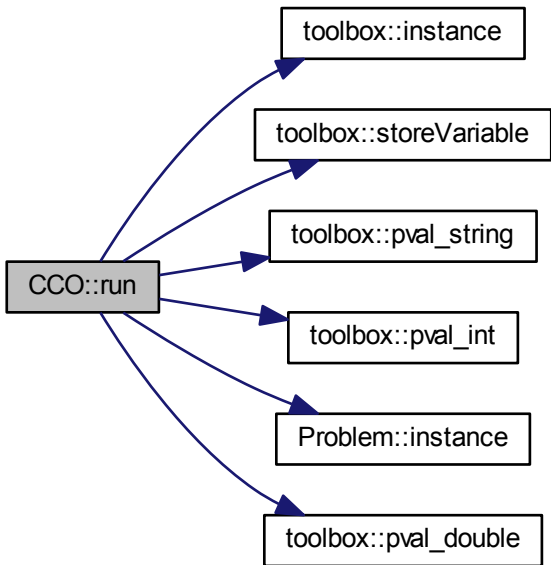 toolbox::instance
toolbox::storeVariable
toolbox::pval_string
CCO::run
toolbox::pval_int
Problem::instance
toolbox::pval_double